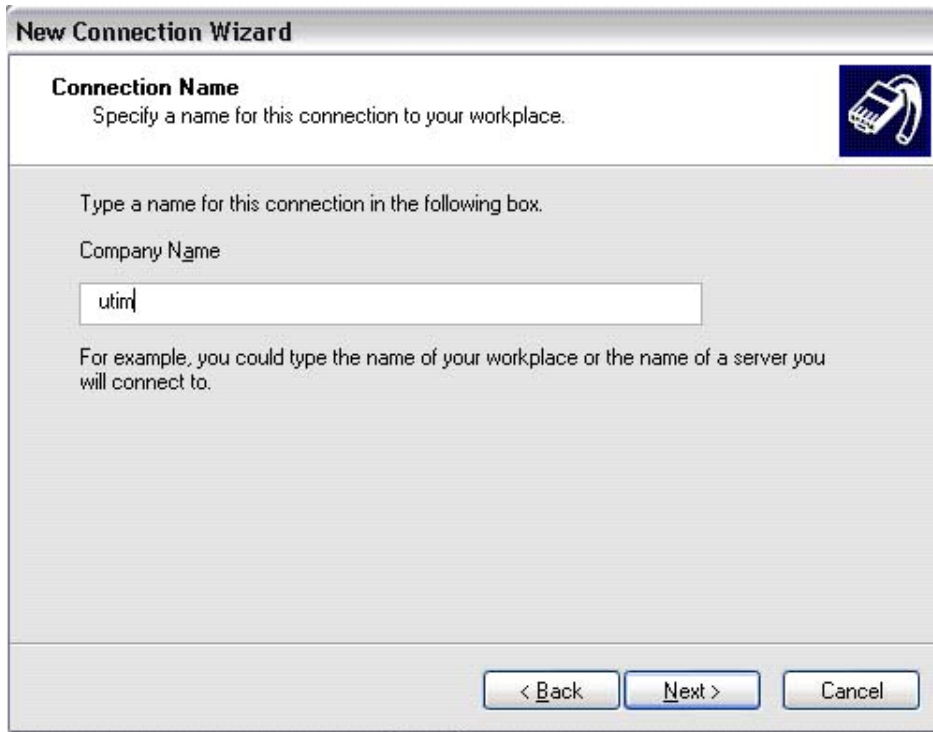 New Connection Wizard
Connection Name
Specify a name for this connection to your workplace.
Type a name for this connection in the following box.
Company Name
utim
For example, you could type the name of your workplace or the name of a server you
will connect to.
< Back Next > Cancel